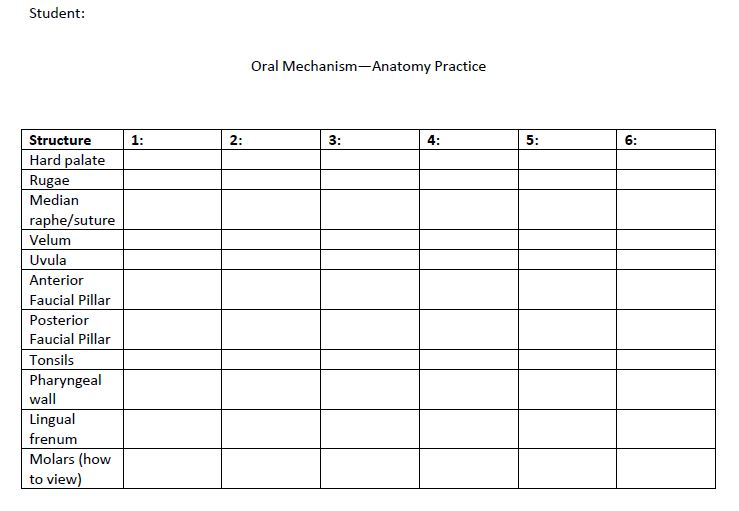 Student:
Oral Mechanism—Anatomy Practice
Structure 1: 2: 3: 4: 5: 6:
Hard palate
Rugae
Median
raphe/suture
Velum
Uvula
Anterior
Faucial Pillar
Posterior
Faucial Pillar
Tonsils
Pharyngeal
wall
Lingual
frenum
Molars (how
to view)